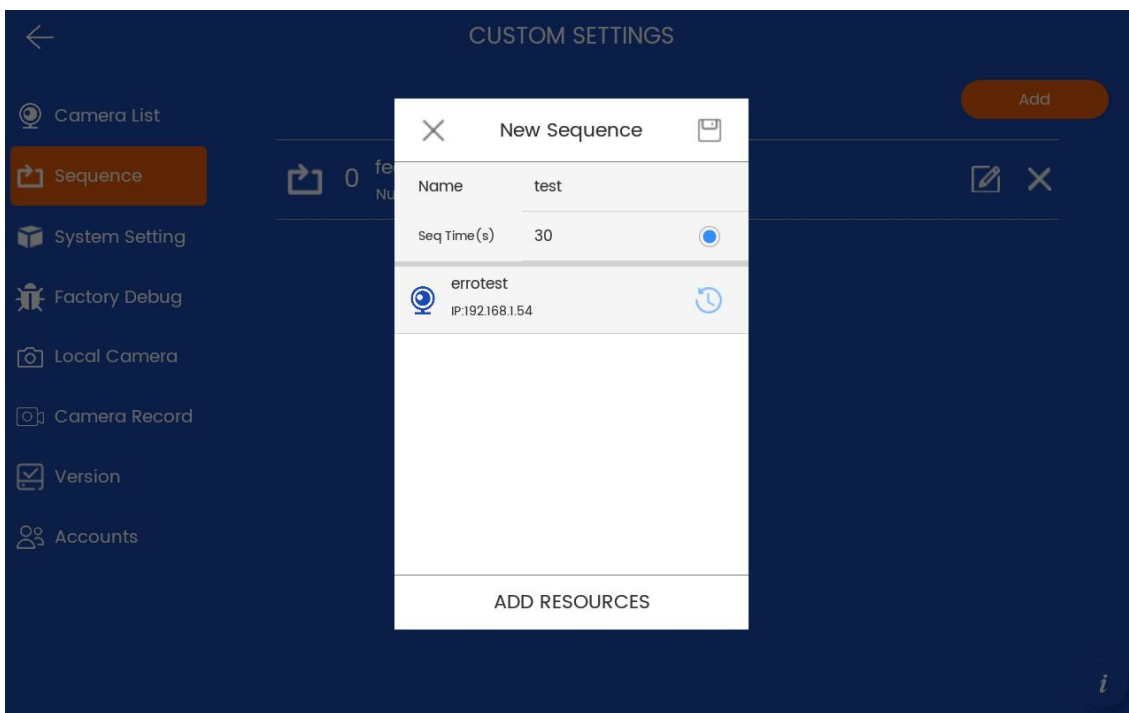 CUSTOM SETTINGS
Add
Camera List
Sequence
System Setting
Factory Debug
Local Camera
Camera Record
Version
Accounts
0
New Sequence
Name test
Seq Time(s) 30
errotest
IP:192.168.1.54
ADD RESOURCES
i